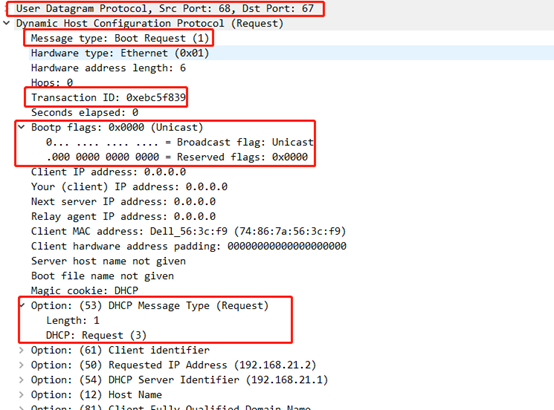 User Datagram Protocol, Src Port: 68, Dst Port: 67
Dynamic Host Configuration Protocol (Request)
Message type: Boot Request (1)
Hardware type: Ethernet (0x01)
Hardware address length: 6
Hops: 0
Transaction ID: 0xebc5f839
Seconds elapsed: 0
Bootp flags: 0x0000 (Unicast)
0... .... .... .... = Broadcast flag: Unicast
.000 0000 0000 0000 = Reserved flags: 0x0000
Client IP address: 0.0.0.0
Your (client) IP address: 0.0.0.0
Next server IP address: 0.0.0.0
Relay agent IP address: 0.0.0.0
Client MAC address: Dell_56:3c:f9 (74:86:7a:56:3c:f9)
Client hardware address padding: 00000000000000000000
Server host name not given
Boot file name not given
Magic cookie: DHCP
Option: (53) DHCP Message Type (Request)
Length: 1
DHCP: Request (3)
Option: (61) Client identifier
Option: (50) Requested IP Address (192.168.21.2)
Option: (54) DHCP Server Identifier (192.168.21.1)
Option: (12) Host Name
Option: (81) Client Fully Qualified Domain Name